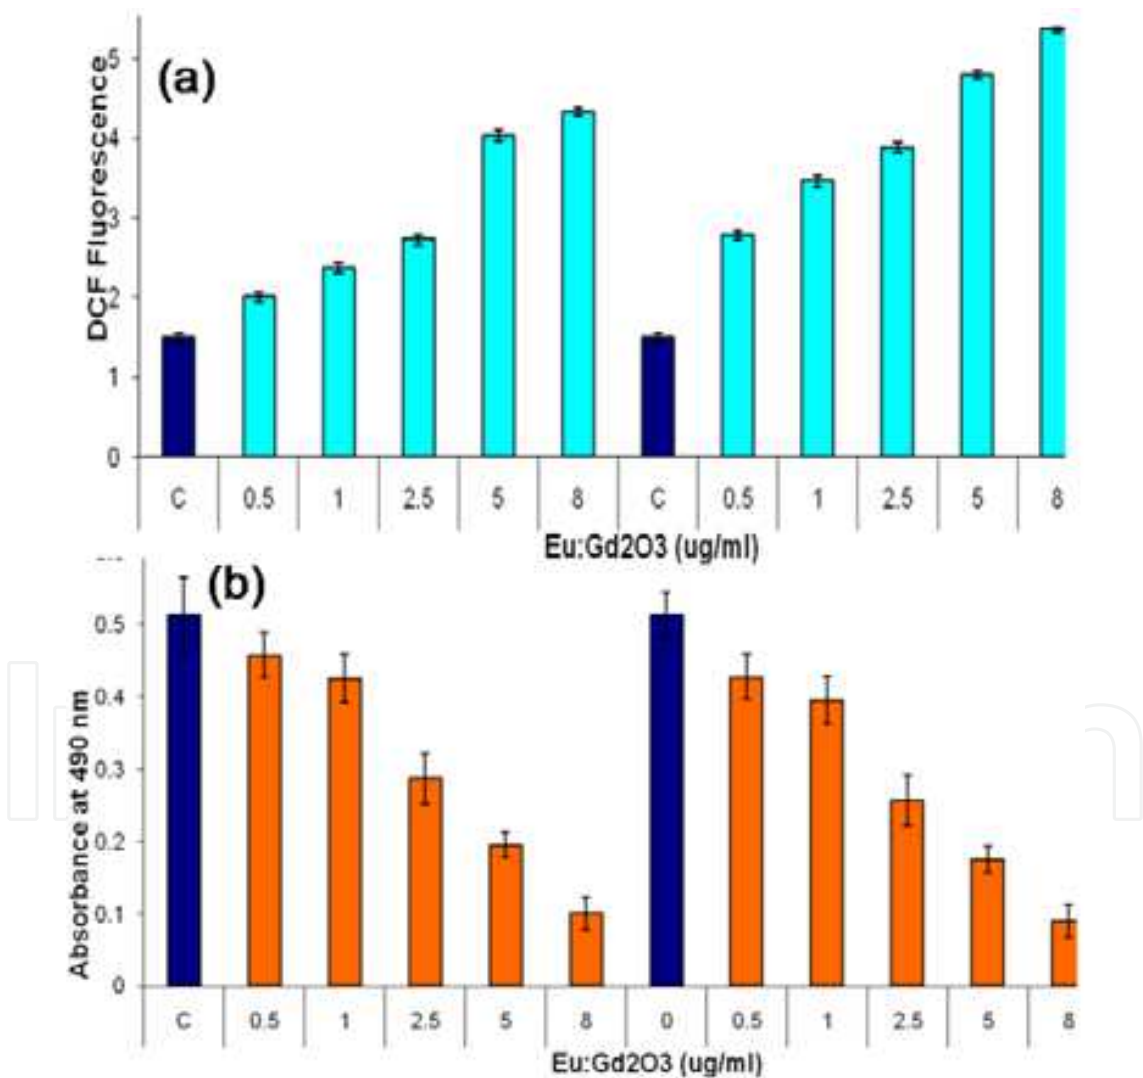 (a)
DCF Fluorescence
5
4
3
2
1
0
C 0.5 1 2.5 5 8 C 0.5 1 2.5 5 8
Eu:Gd2O3 (ug/ml)
(b)
Absorbance at 490 nm
0.5
0.4
0.3
0.2
0.1
0
C 0.5 1 2.5 5 8 0 0.5 1 2.5 5 8
Eu:Gd2O3 (ug/ml)